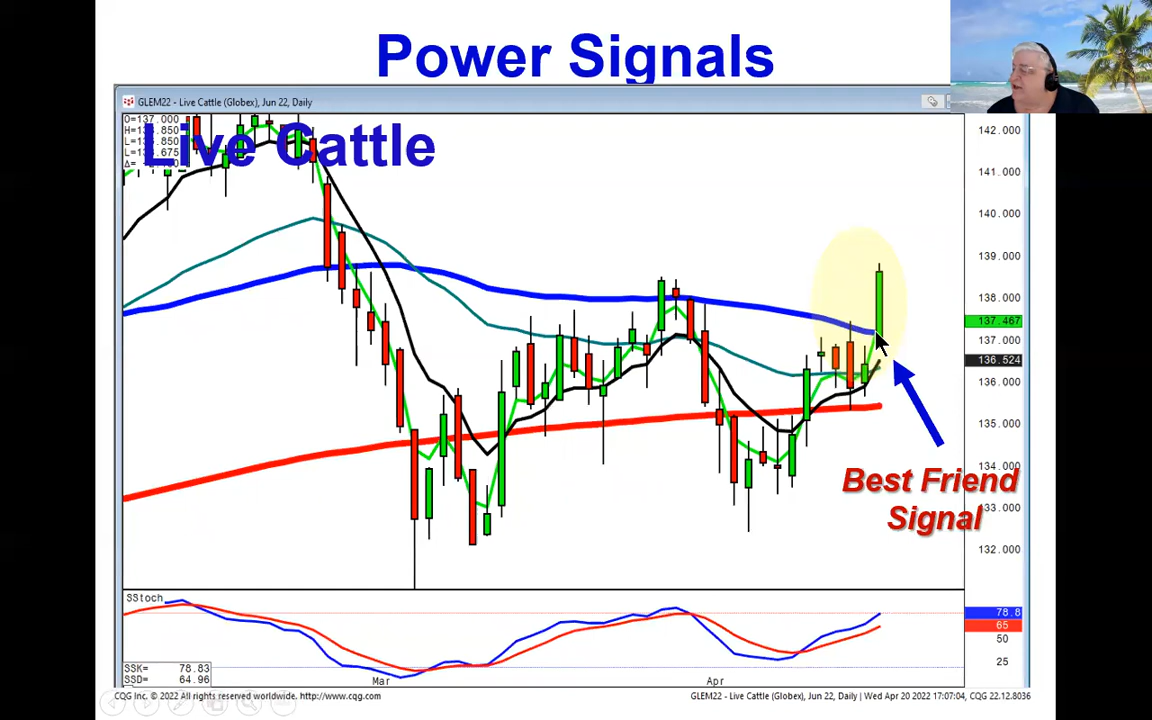 Power Signals
GLEM22 - Live Cattle (Globex), Jun 22, Daily
Live Cattle
O=137.000
142.000
141.000
140.000
139.000
138.000
137.467
137.000
136.524
136.000
135.000
134.000
133.000
132.000
Best Friend
Signal
SStoch
78.8
65
50
25
SSK= 78.83
SSD= 64.96
Mar
Apr
CQG Inc. © 2022 All rights reserved worldwide. http://www.cqg.com
GLEM22 - Live Cattle (Globex), Jun 22, Daily | Wed Apr 20 2022 17:07:04, CQG 22.12.8036